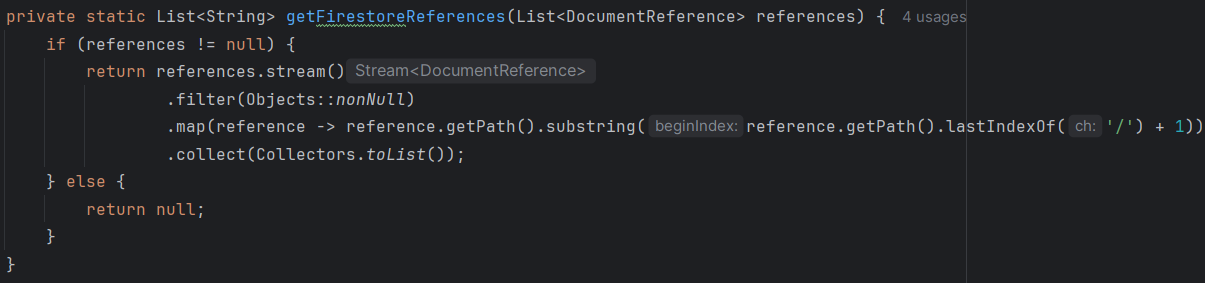 private static List<String> getFirestoreReferences(List<DocumentReference> references) { 4 usages
    if (references != null) {
        return references.stream() Stream<DocumentReference>
                .filter(Objects::nonNull)
                .map(reference -> reference.getPath().substring( beginIndex: reference.getPath().lastIndexOf( ch: '/') + 1))
                .collect(Collectors.toList());
    } else {
        return null;
    }
}